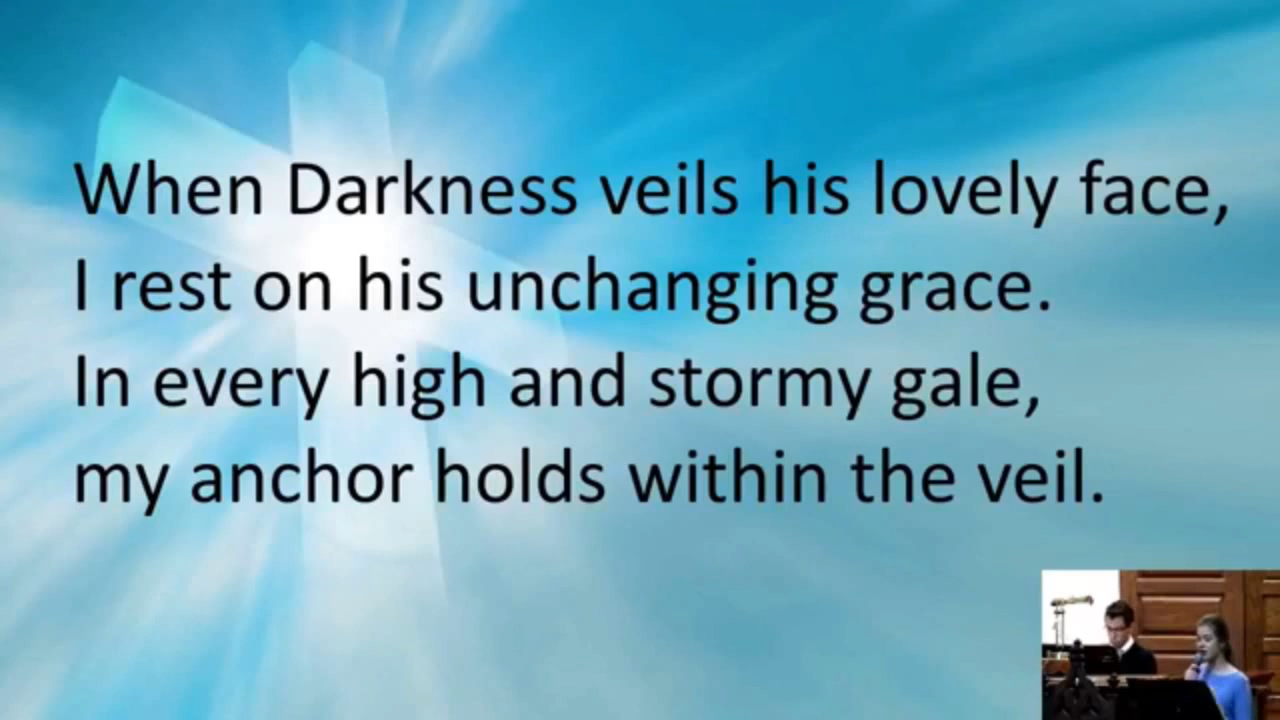 When Darkness veils his lovely face,
I rest on his unchanging grace.
In every high and stormy gale,
my anchor holds within the veil.